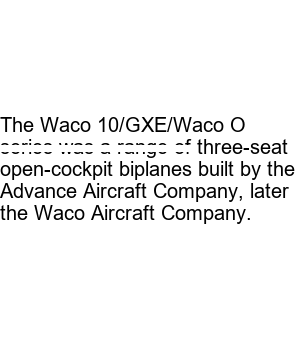 The Waco 10/GXE/Waco O
series was a range of three-seat
open-cockpit biplanes built by the
Advance Aircraft Company, later
the Waco Aircraft Company.